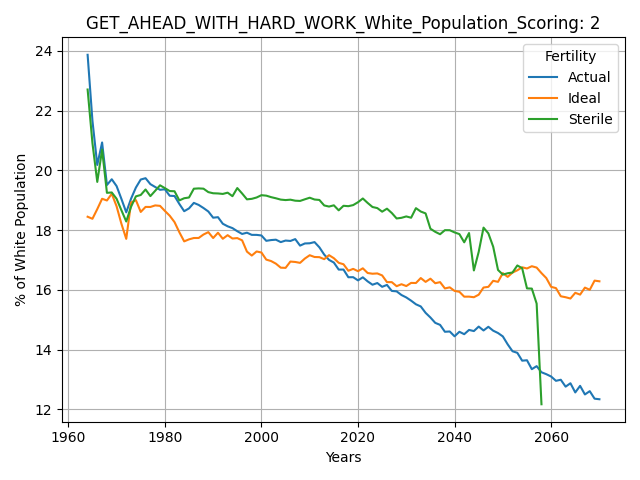 GET_AHEAD_WITH_HARD_WORK_White_Population_Scoring: 2
Fertility
Actual
Ideal
Sterile
% of White Population
24
22
20
18
16
14
12
1960
1980
2000
2020
2040
2060
Years